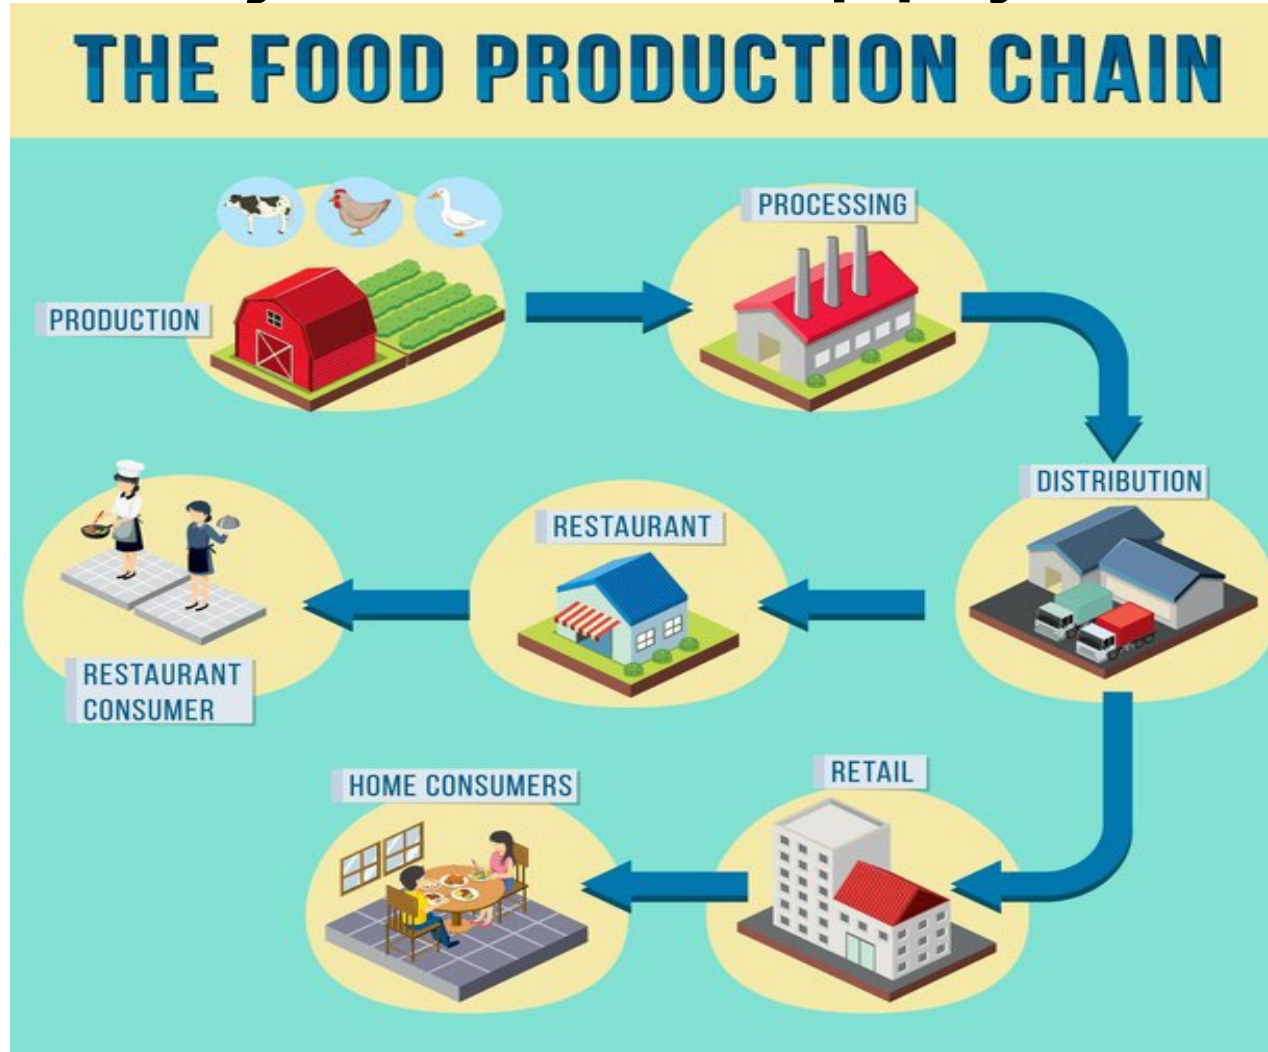 THE FOOD PRODUCTION CHAIN
PROCESSING
PRODUCTION
DISTRIBUTION
RESTAURANT
RESTAURANT
CONSUMER
RETAIL
HOME CONSUMERS